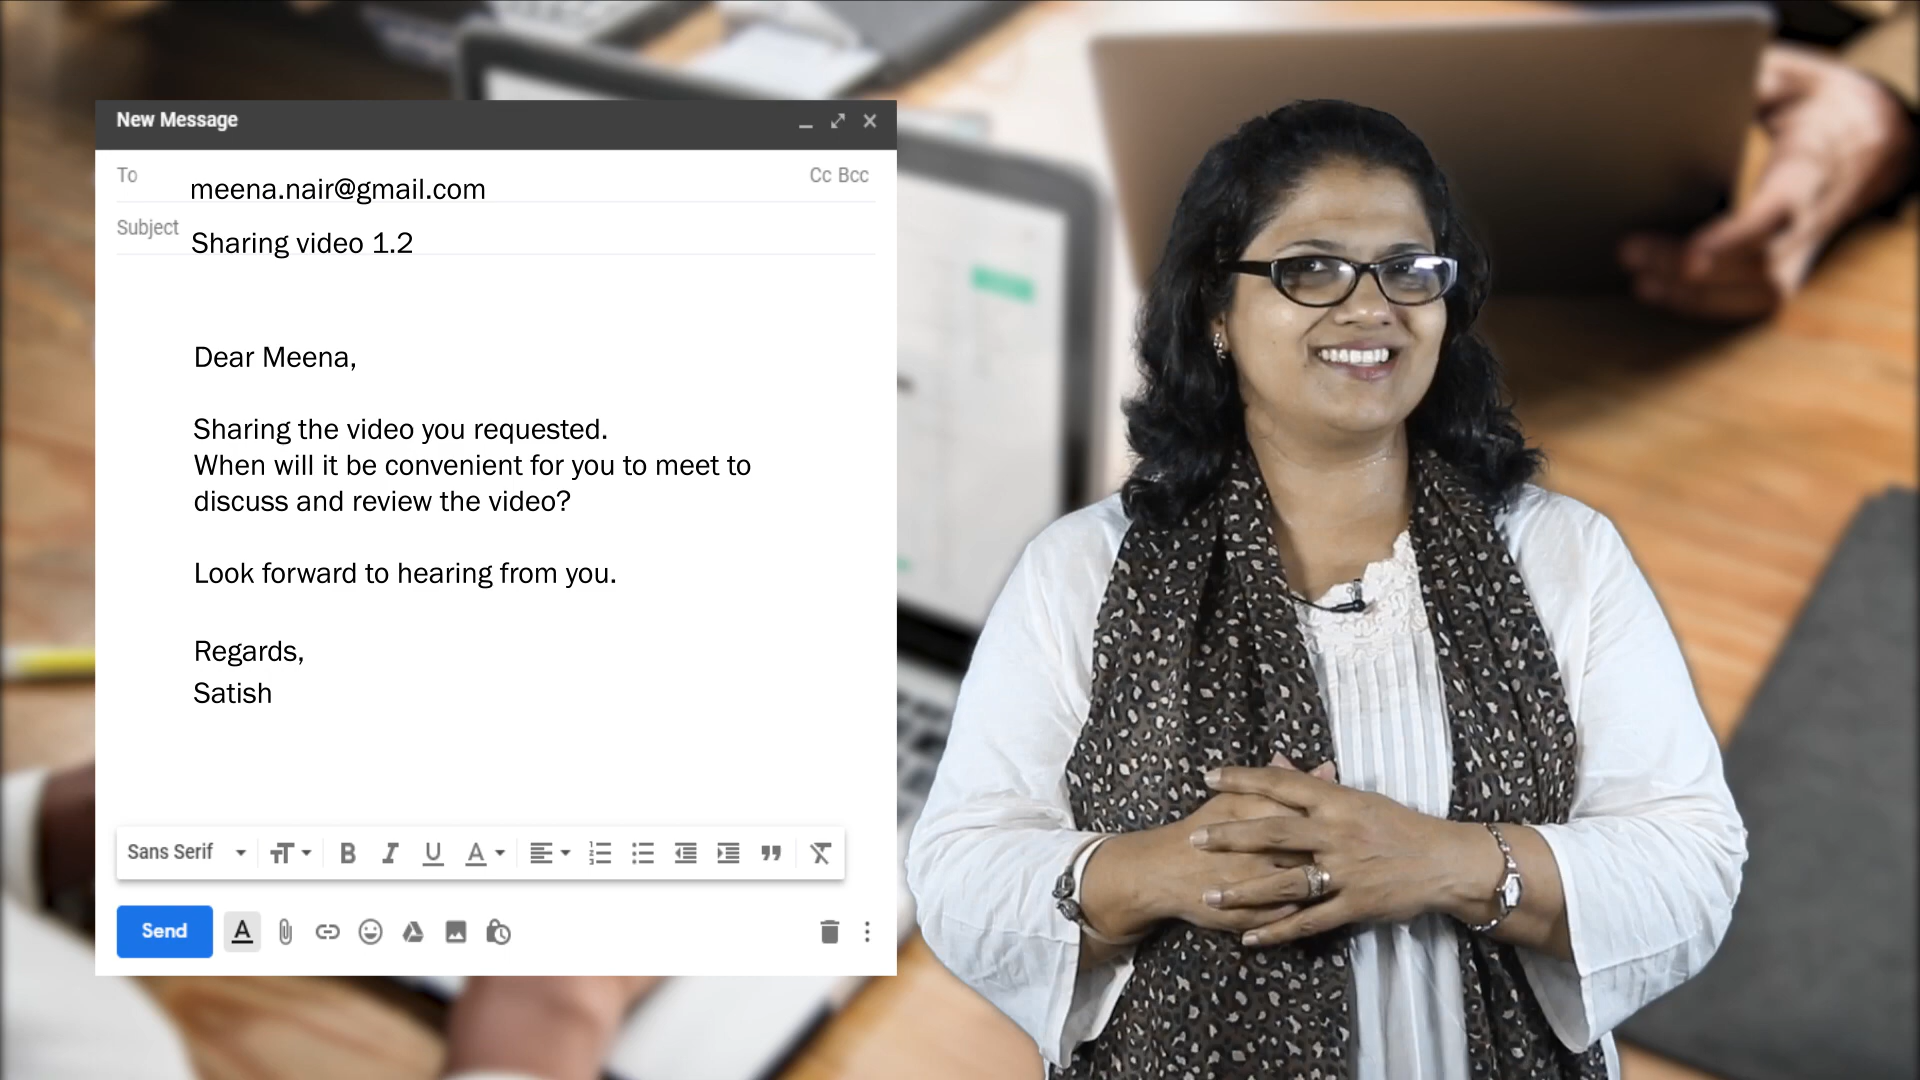 New Message
To
meena.nair@gmail.com
Cc Bcc
Subject
Sharing video 1.2
Dear Meena,
Sharing the video you requested.
When will it be convenient for you to meet to
discuss and review the video?
Look forward to hearing from you.
Regards,
Satish
Sans Serif
Send